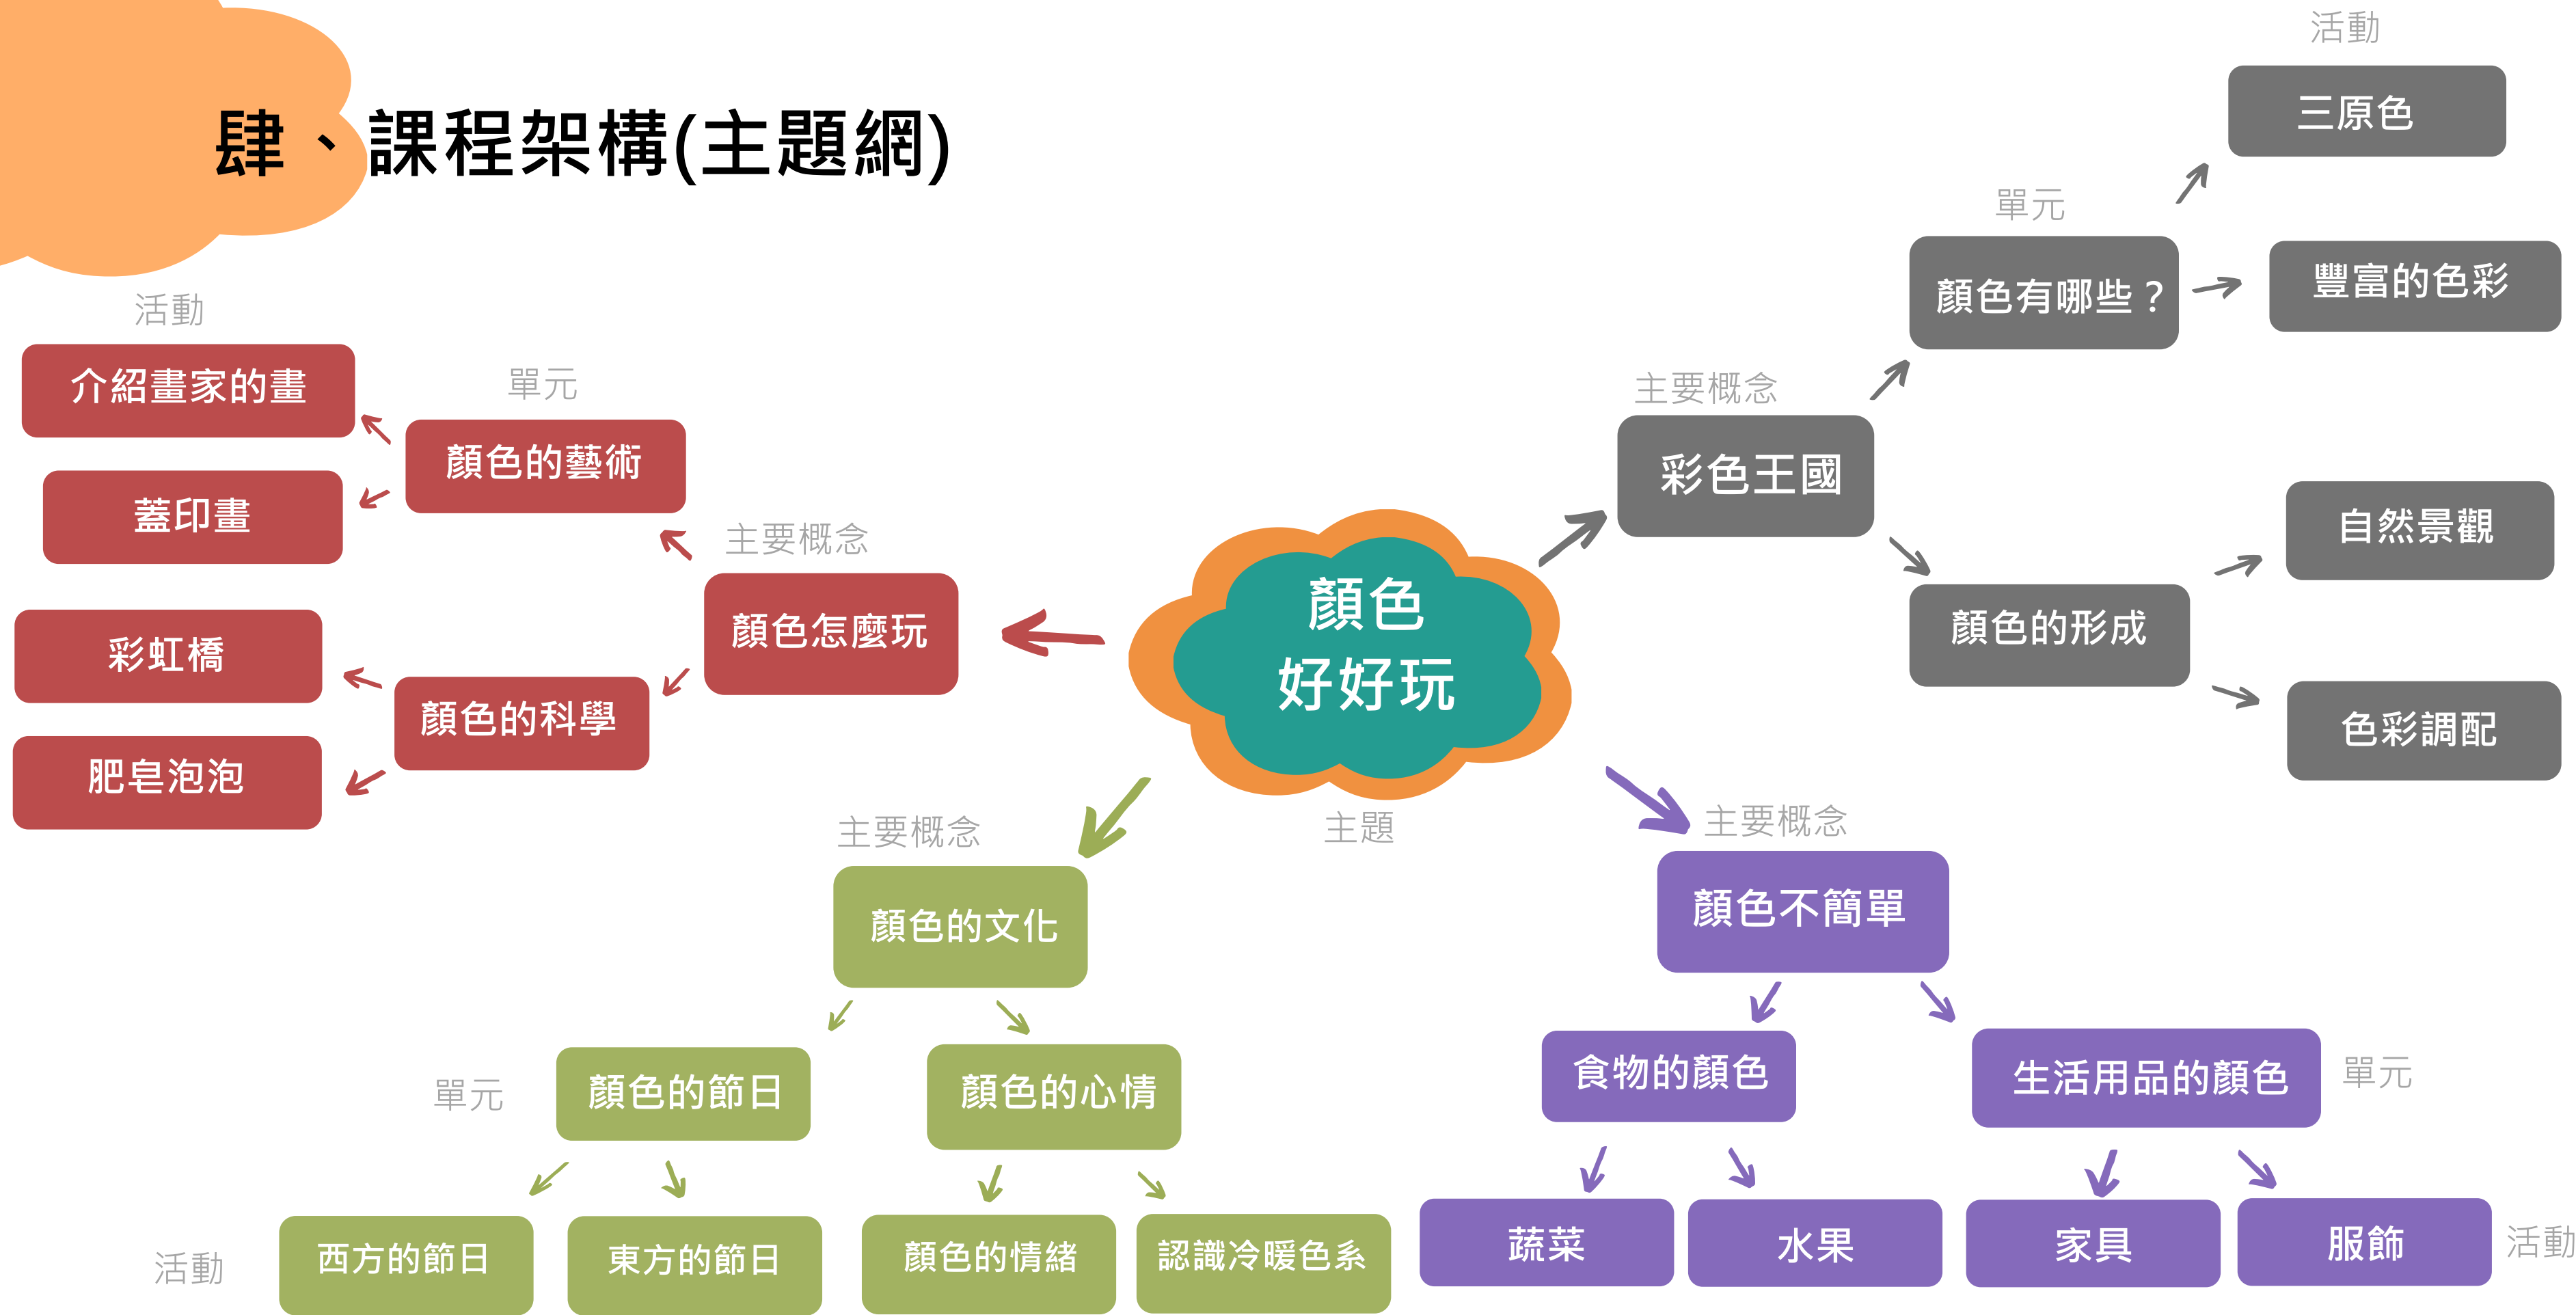 肆、課程架構(主題網)
顏色
好好玩
主題
主要概念
彩色王國
單元
顏色有哪些？
活動
三原色
豐富的色彩
顏色的形成
自然景觀
色彩調配
主要概念
顏色不簡單
食物的顏色
生活用品的顏色
單元
蔬菜
水果
家具
服飾
活動
主要概念
顏色的文化
單元
顏色的節日
顏色的心情
活動
西方的節日
東方的節日
顏色的情緒
認識冷暖色系
主要概念
顏色怎麼玩
單元
顏色的藝術
活動
介紹畫家的畫
蓋印畫
顏色的科學
彩虹橋
肥皂泡泡